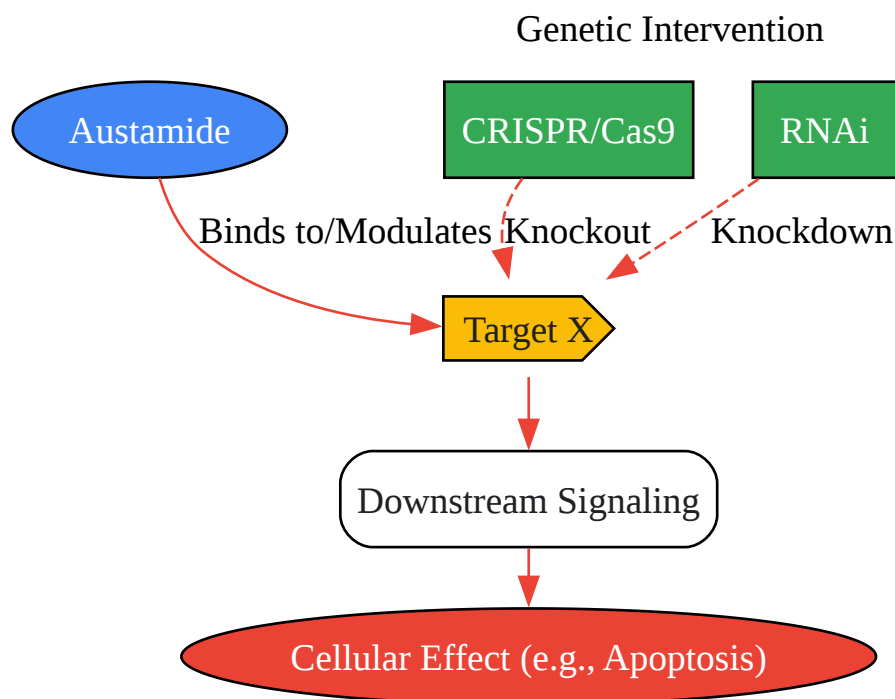 Genetic Intervention
Austamide
CRISPR/Cas9
RNAi
Binds to/Modulates
Knockout
Knockdown
Target X
Downstream Signaling
Cellular Effect (e.g., Apoptosis)